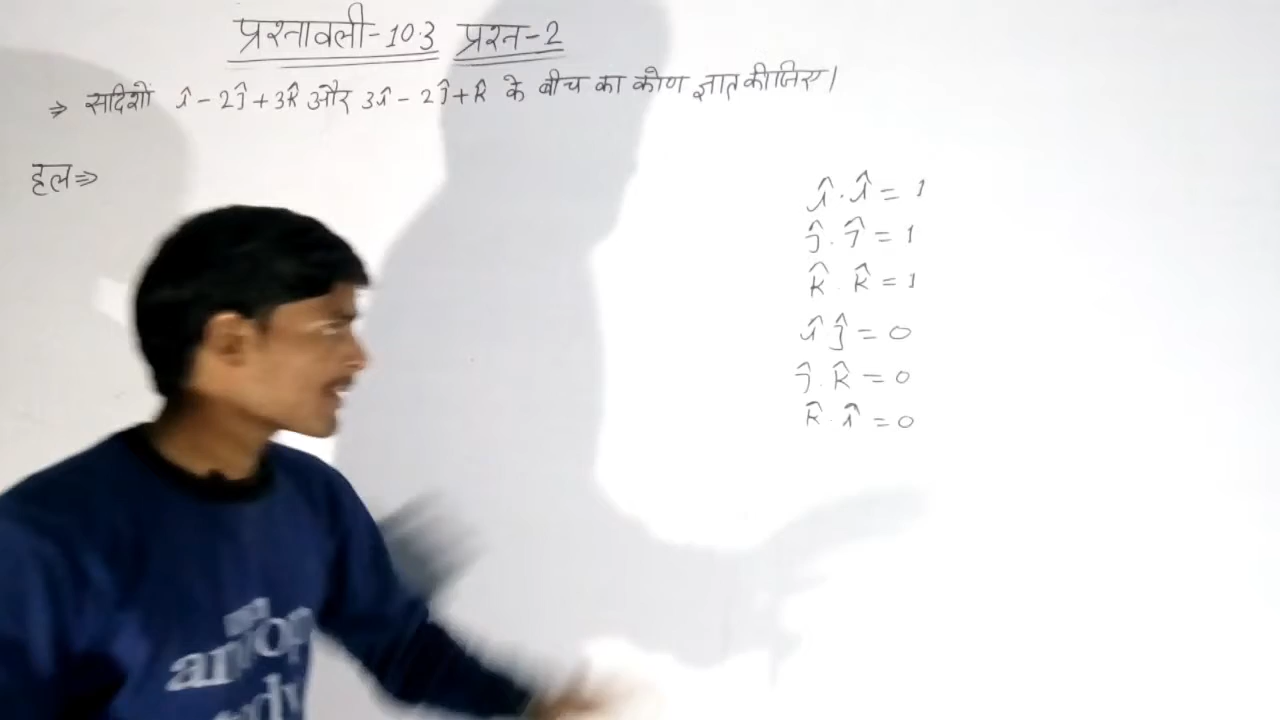 प्रश्नावली-10.3 प्रश्न-2
⇒ सदिशों î - 2ĵ + 3k̂ और 3î - 2ĵ + k̂ के बीच का कोण ज्ञात कीजिए।
हल⇒
î · î = 1
ĵ · ĵ = 1
k̂ · k̂ = 1
î ĵ = 0
ĵ · k̂ = 0
k̂ · î = 0